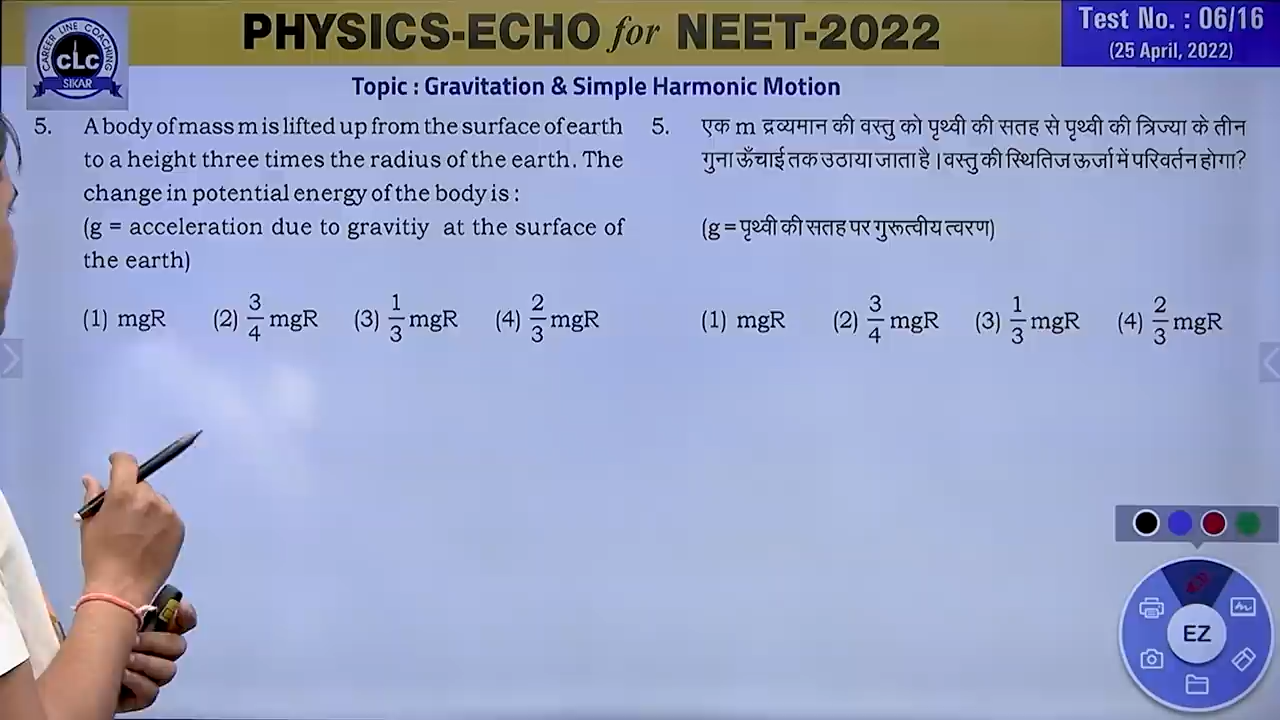 PHYSICS-ECHO for NEET-2022
Test No. : 06/16
(25 April, 2022)
CAREER LINE COACHING
CLC
SIKAR
Topic : Gravitation & Simple Harmonic Motion
5. A body of mass m is lifted up from the surface of earth
to a height three times the radius of the earth. The
change in potential energy of the body is :
(g = acceleration due to gravitiy at the surface of
the earth)
(1) mgR (2) 3/4 mgR (3) 1/3 mgR (4) 2/3 mgR
5. एक m द्रव्यमान की वस्तु को पृथ्वी की सतह से पृथ्वी की त्रिज्या के तीन
गुना ऊँचाई तक उठाया जाता है। वस्तु की स्थितिज ऊर्जा में परिवर्तन होगा?
(g = पृथ्वी की सतह पर गुरूत्वीय त्वरण)
(1) mgR (2) 3/4 mgR (3) 1/3 mgR (4) 2/3 mgR
EZ